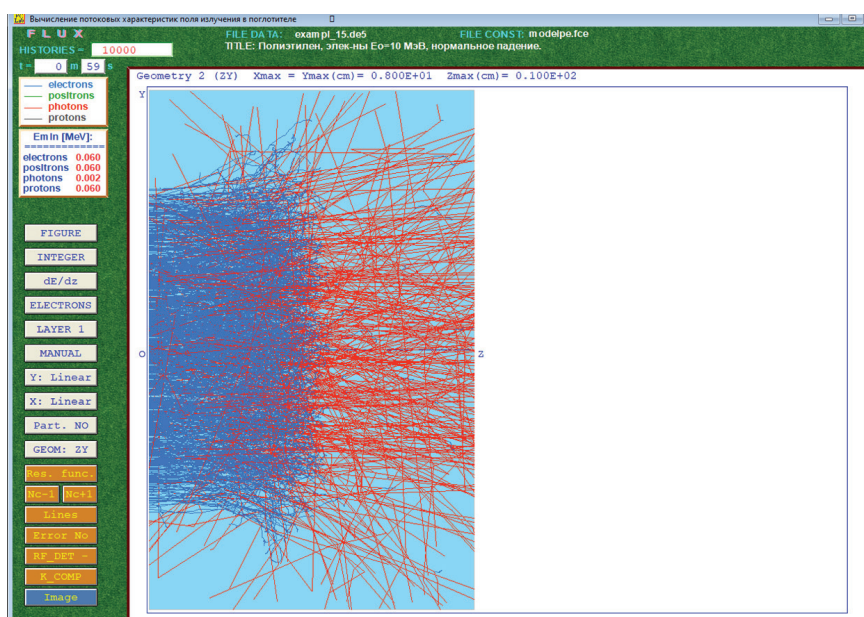 Вычисление потоковых характеристик поля излучения в поглотителе
F L U X
FILE DATA: exampl_15.de5 FILE CONST: modelpe.fce
HISTORIES = 10000
TITLE: Полиэтилен, элек-ны Eo=10 МэВ, нормальное падение.
t = 0 m 59 s
Geometry 2 (ZY) Xmax = Ymax(cm)= 0.800E+01 Zmax(cm)= 0.100E+02
electrons
positrons
photons
protons
Y
Emin [MeV]:
=============
electrons 0.060
positrons 0.060
photons 0.002
protons 0.060
FIGURE
INTEGER
dE/dz
ELECTRONS
LAYER 1
MANUAL
O
Z
Y: Linear
X: Linear
Part. NO
GEOM: ZY
Res. func.
Nc-1 Nc+1
Lines
Error No
RF_DET -
K_COMP
Image